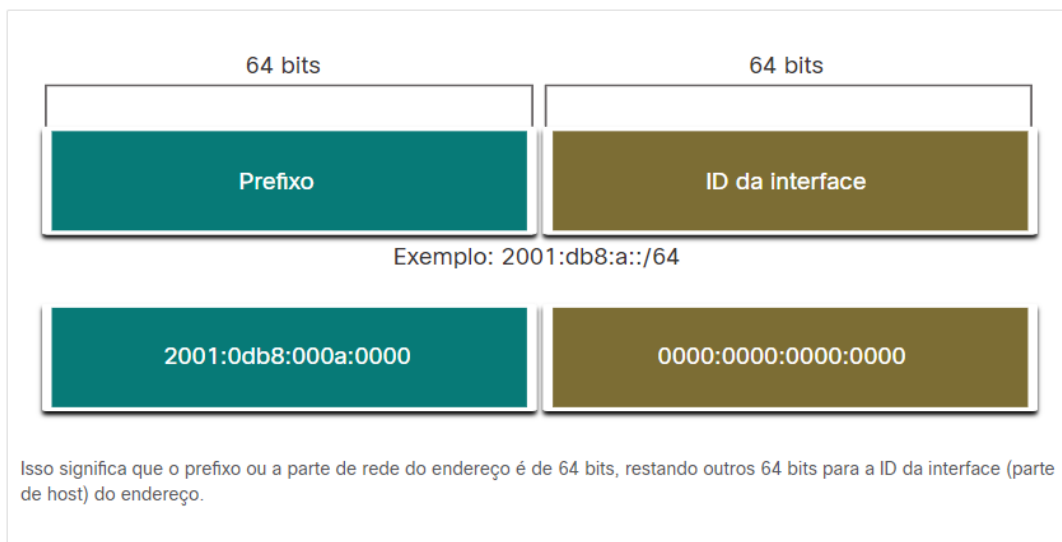 64 bits 64 bits
Prefixo ID da interface
Exemplo: 2001:db8:a::/64
2001:0db8:000a:0000 0000:0000:0000:0000
Isso significa que o prefixo ou a parte de rede do endereço é de 64 bits, restando outros 64 bits para a ID da interface (parte
de host) do endereço.